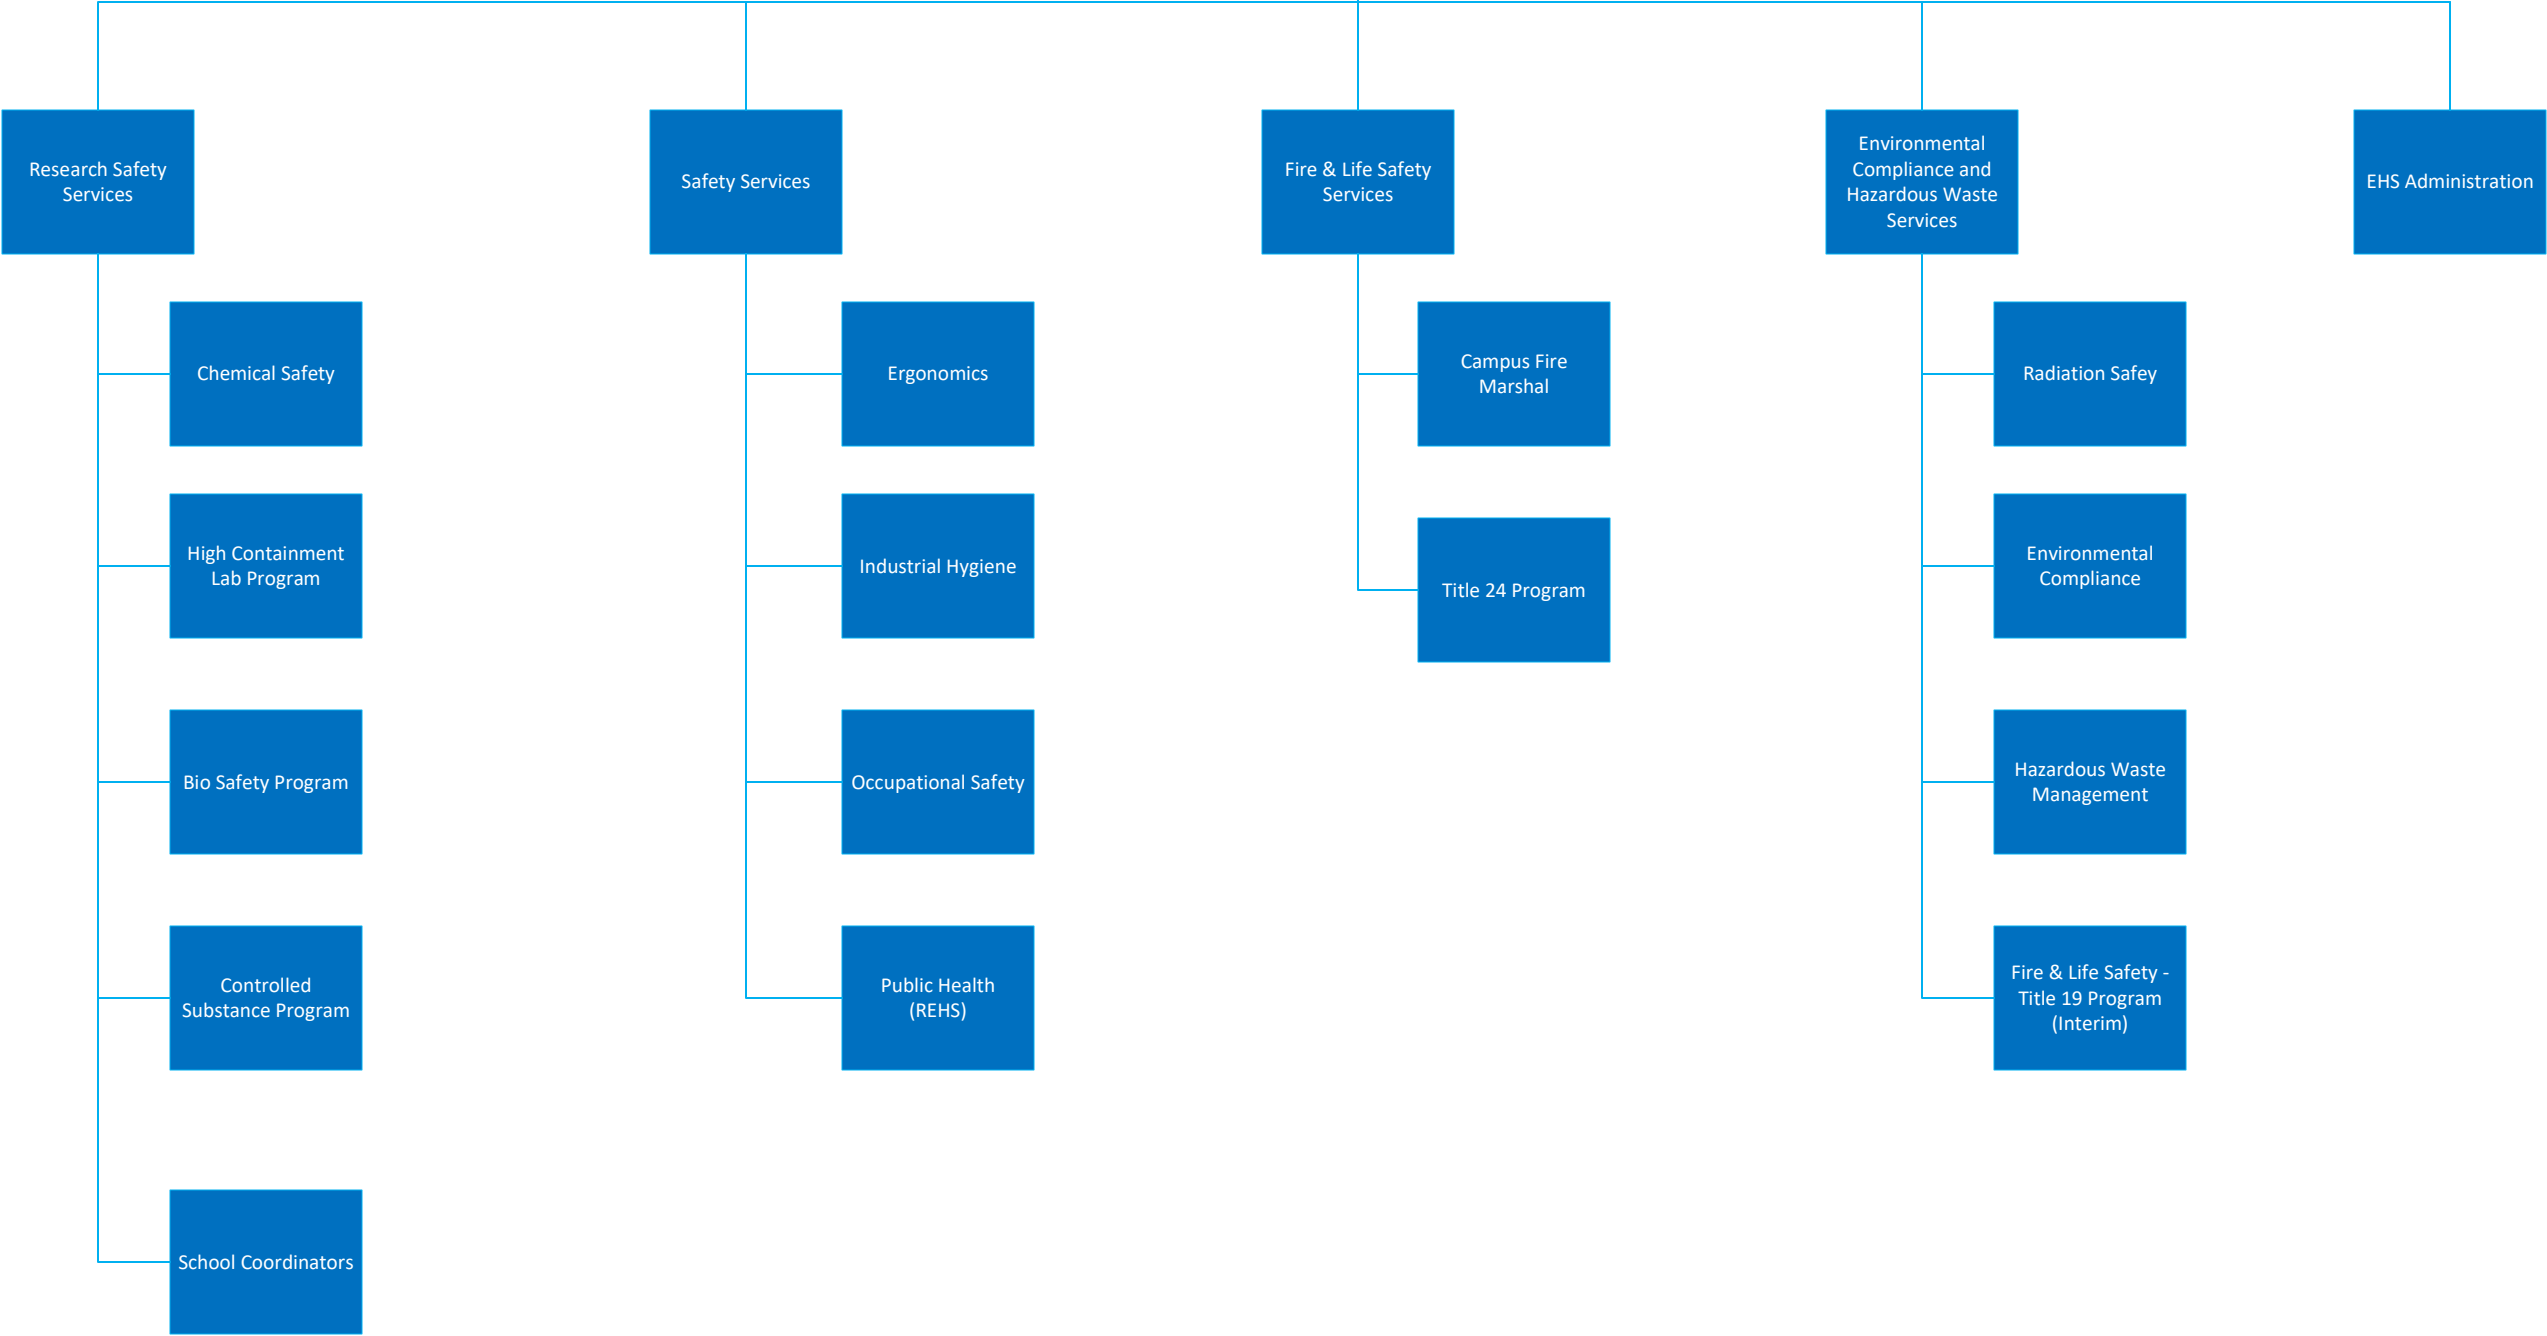 Research Safety
Services
Safety Services
Fire & Life Safety
Services
Environmental
Compliance and
Hazardous Waste
Services
EHS Administration
Chemical Safety
High Containment
Lab Program
Bio Safety Program
Controlled
Substance Program
School Coordinators
Ergonomics
Industrial Hygiene
Occupational Safety
Public Health
(REHS)
Campus Fire
Marshal
Title 24 Program
Radiation Safey
Environmental
Compliance
Hazardous Waste
Management
Fire & Life Safety -
Title 19 Program
(Interim)